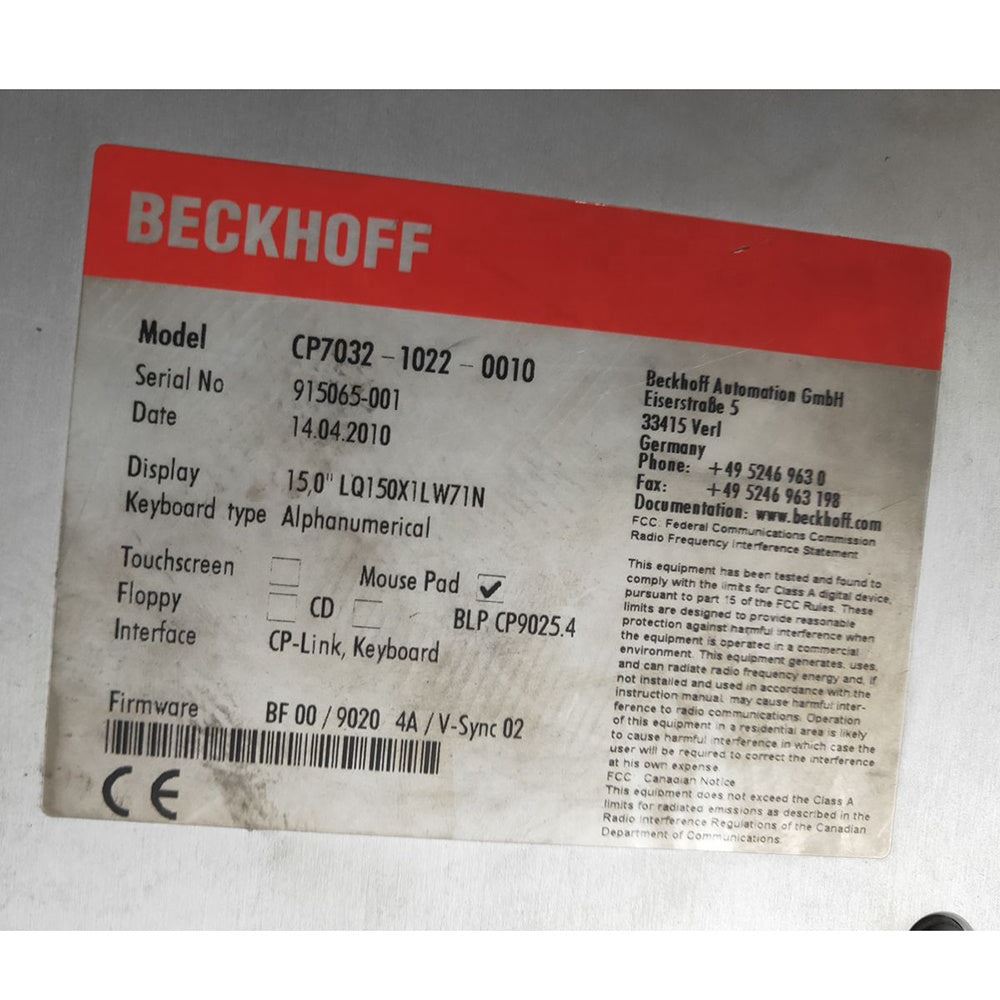 BECKHOFF
Model CP7032 - 1022 - 0010
Serial No 915065-001
Date 14.04.2010
Display 15,0" LQ150X1LW71N
Keyboard type Alphanumerical
Touchscreen Mouse Pad ✓
Floppy CD BLP CP9025.4
Interface CP-Link, Keyboard
Firmware BF 00 / 9020 4A / V-Sync 02
CE
Beckhoff Automation GmbH
Eiserstraße 5
33415 Verl
Germany
Phone: +49 5246 963 0
Fax: +49 5246 963 198
Documentation: www.beckhoff.com
FCC: Federal Communications Commission
Radio Frequency Interference Statement
This equipment has been tested and found to
comply with the limits for Class A digital device,
pursuant to part 15 of the FCC Rules. These
limits are designed to provide reasonable
protection against harmful interference when
the equipment is operated in a commercial
environment. This equipment generates, uses,
and can radiate radio frequency energy and, if
not installed and used in accordance with the
instruction manual, may cause harmful inter-
ference to radio communications. Operation
of this equipment in a residential area is likely
to cause harmful interference in which case the
user will be required to correct the interference
at his own expense.
FCC: Canadian Notice
This equipment does not exceed the Class A
limits for radiated emissions as described in the
Radio Interference Regulations of the Canadian
Department of Communications.